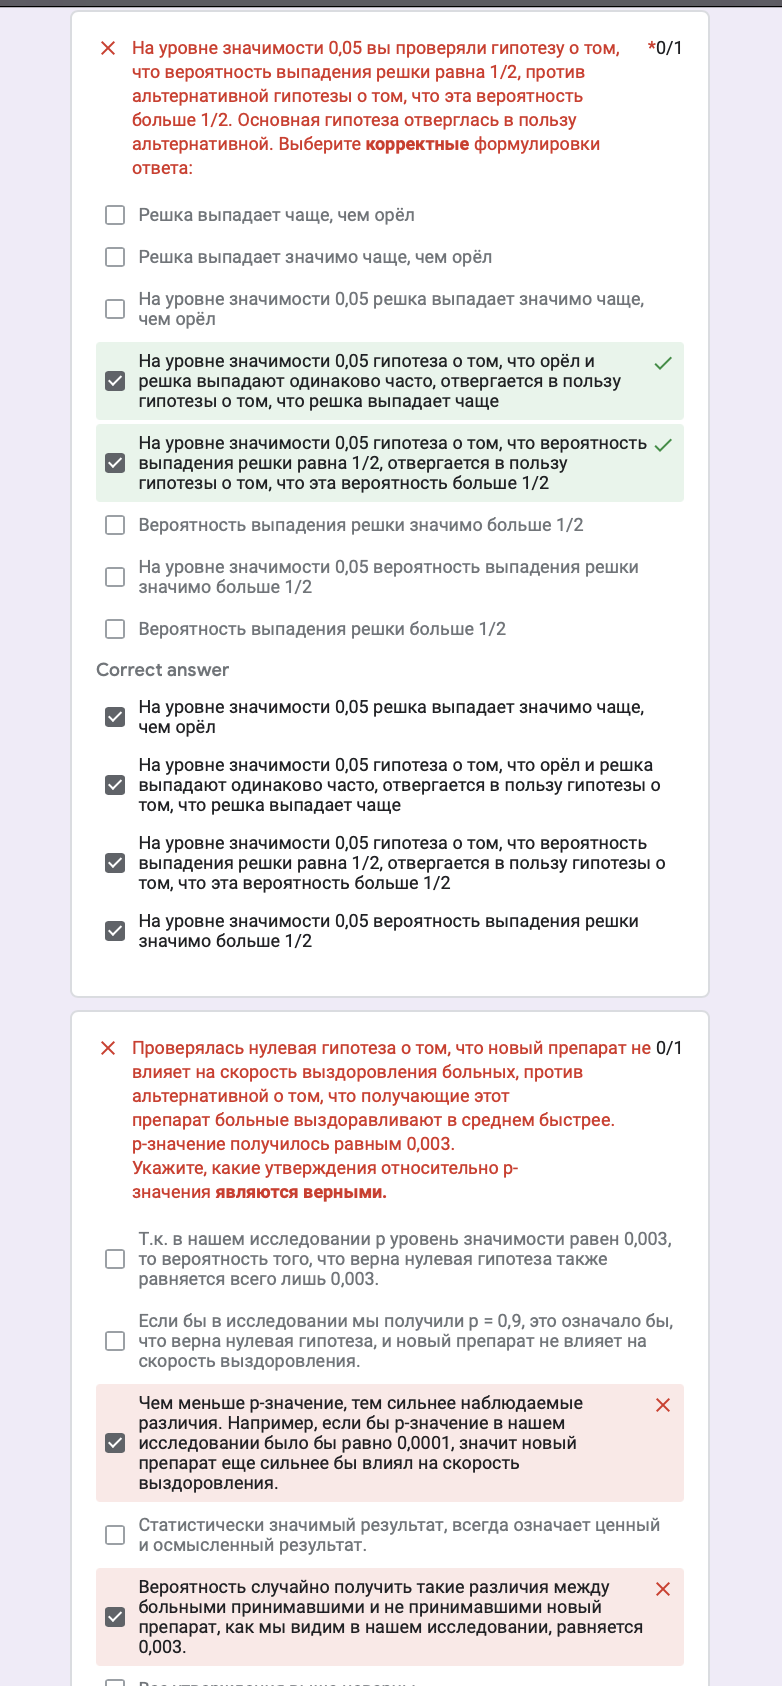 На уровне значимости 0,05 вы проверяли гипотезу о том, *0/1
что вероятность выпадения решки равна 1/2, против
альтернативной гипотезы о том, что эта вероятность
больше 1/2. Основная гипотеза отверглась в пользу
альтернативной. Выберите корректные формулировки
ответа:
Решка выпадает чаще, чем орёл
Решка выпадает значимо чаще, чем орёл
На уровне значимости 0,05 решка выпадает значимо чаще,
чем орёл
На уровне значимости 0,05 гипотеза о том, что орёл и
решка выпадают одинаково часто, отвергается в пользу
гипотезы о том, что решка выпадает чаще
На уровне значимости 0,05 гипотеза о том, что вероятность
выпадения решки равна 1/2, отвергается в пользу
гипотезы о том, что эта вероятность больше 1/2
Вероятность выпадения решки значимо больше 1/2
На уровне значимости 0,05 вероятность выпадения решки
значимо больше 1/2
Вероятность выпадения решки больше 1/2
Correct answer
На уровне значимости 0,05 решка выпадает значимо чаще,
чем орёл
На уровне значимости 0,05 гипотеза о том, что орёл и решка
выпадают одинаково часто, отвергается в пользу гипотезы о
том, что решка выпадает чаще
На уровне значимости 0,05 гипотеза о том, что вероятность
выпадения решки равна 1/2, отвергается в пользу гипотезы о
том, что эта вероятность больше 1/2
На уровне значимости 0,05 вероятность выпадения решки
значимо больше 1/2
Проверялась нулевая гипотеза о том, что новый препарат не 0/1
влияет на скорость выздоровления больных, против
альтернативной о том, что получающие этот
препарат больные выздоравливают в среднем быстрее.
p-значение получилось равным 0,003.
Укажите, какие утверждения относительно p-
значения являются верными.
Т.к. в нашем исследовании p уровень значимости равен 0,003,
то вероятность того, что верна нулевая гипотеза также
равняется всего лишь 0,003.
Если бы в исследовании мы получили p = 0,9, это означало бы,
что верна нулевая гипотеза, и новый препарат не влияет на
скорость выздоровления.
Чем меньше p-значение, тем сильнее наблюдаемые
различия. Например, если бы p-значение в нашем
исследовании было бы равно 0,0001, значит новый
препарат еще сильнее бы влиял на скорость
выздоровления.
Статистически значимый результат, всегда означает ценный
и осмысленный результат.
Вероятность случайно получить такие различия между
больными принимавшими и не принимавшими новый
препарат, как мы видим в нашем исследовании, равняется
0,003.